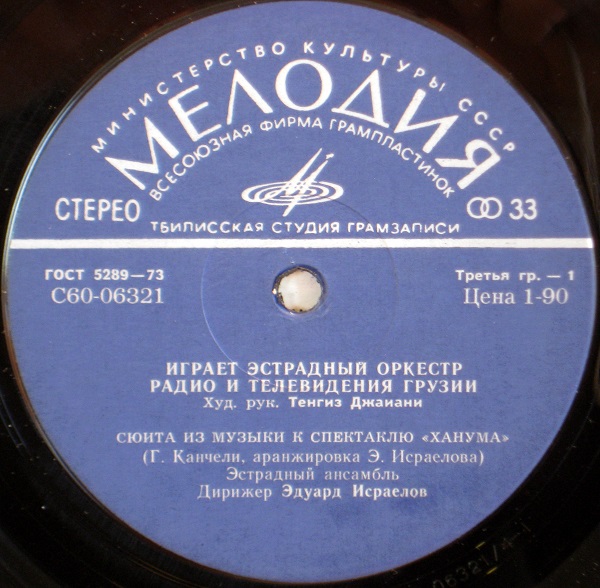 МИНИСТЕРСТВО КУЛЬТУРЫ СССР
МЕЛОДИЯ
ВСЕСОЮЗНАЯ ФИРМА ГРАМПЛАСТИНОК
СТЕРЕО
33
ТБИЛИССКАЯ СТУДИЯ ГРАМЗАПИСИ
ГОСТ 5289—73
Третья гр. — 1
С60-06321
Цена 1-90
ИГРАЕТ ЭСТРАДНЫЙ ОРКЕСТР
РАДИО И ТЕЛЕВИДЕНИЯ ГРУЗИИ
Худ. рук. Тенгиз Джаиани
СЮИТА ИЗ МУЗЫКИ К СПЕКТАКЛЮ «ХАНУМА»
(Г. Канчели, аранжировка Э. Исраелова)
Эстрадный ансамбль
Дирижер Эдуард Исраелов